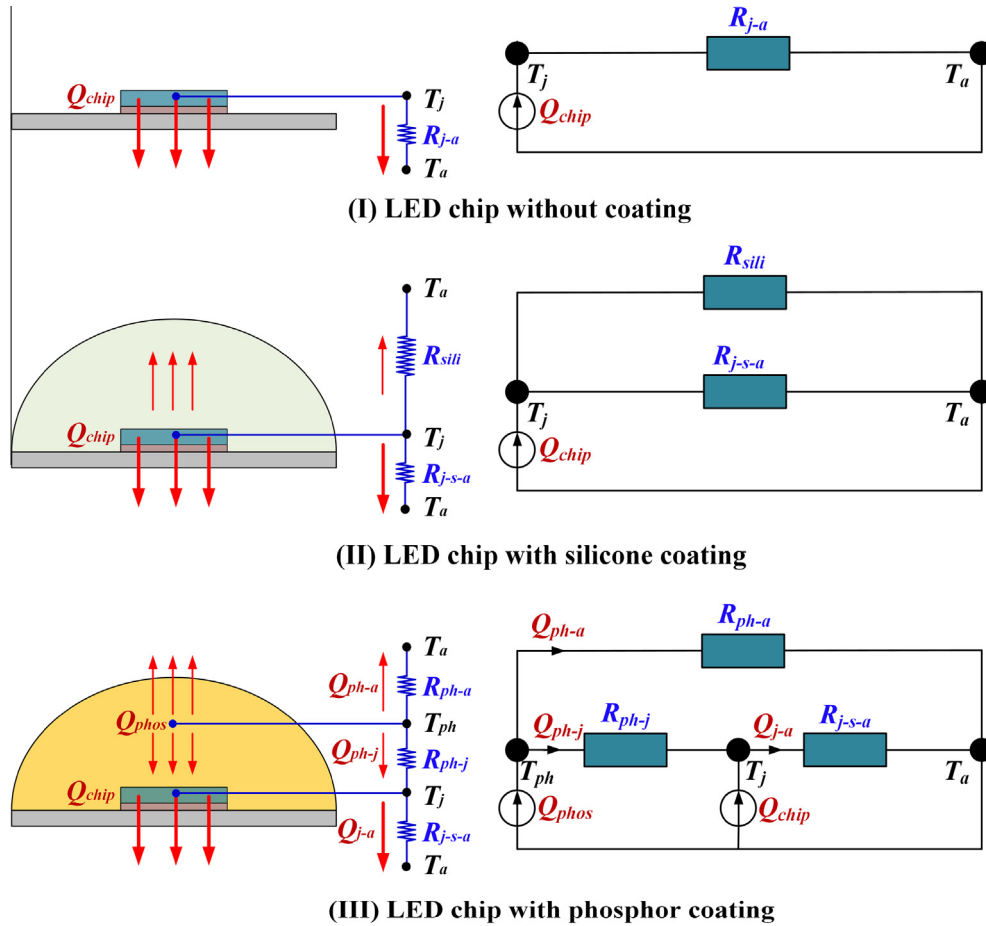 Q_chip
T_j
R_j-a
T_a
R_j-a
T_j
T_a
Q_chip
(I) LED chip without coating
T_a
R_sili
Q_chip
T_j
R_j-s-a
T_a
R_sili
R_j-s-a
T_j
T_a
Q_chip
(II) LED chip with silicone coating
T_a
Q_ph-a
R_ph-a
Q_phos
T_ph
Q_ph-j
R_ph-j
Q_chip
T_j
Q_j-a
R_j-s-a
T_a
Q_ph-a
R_ph-a
Q_ph-j
R_ph-j
Q_j-a
R_j-s-a
T_ph
T_j
T_a
Q_phos
Q_chip
(III) LED chip with phosphor coating